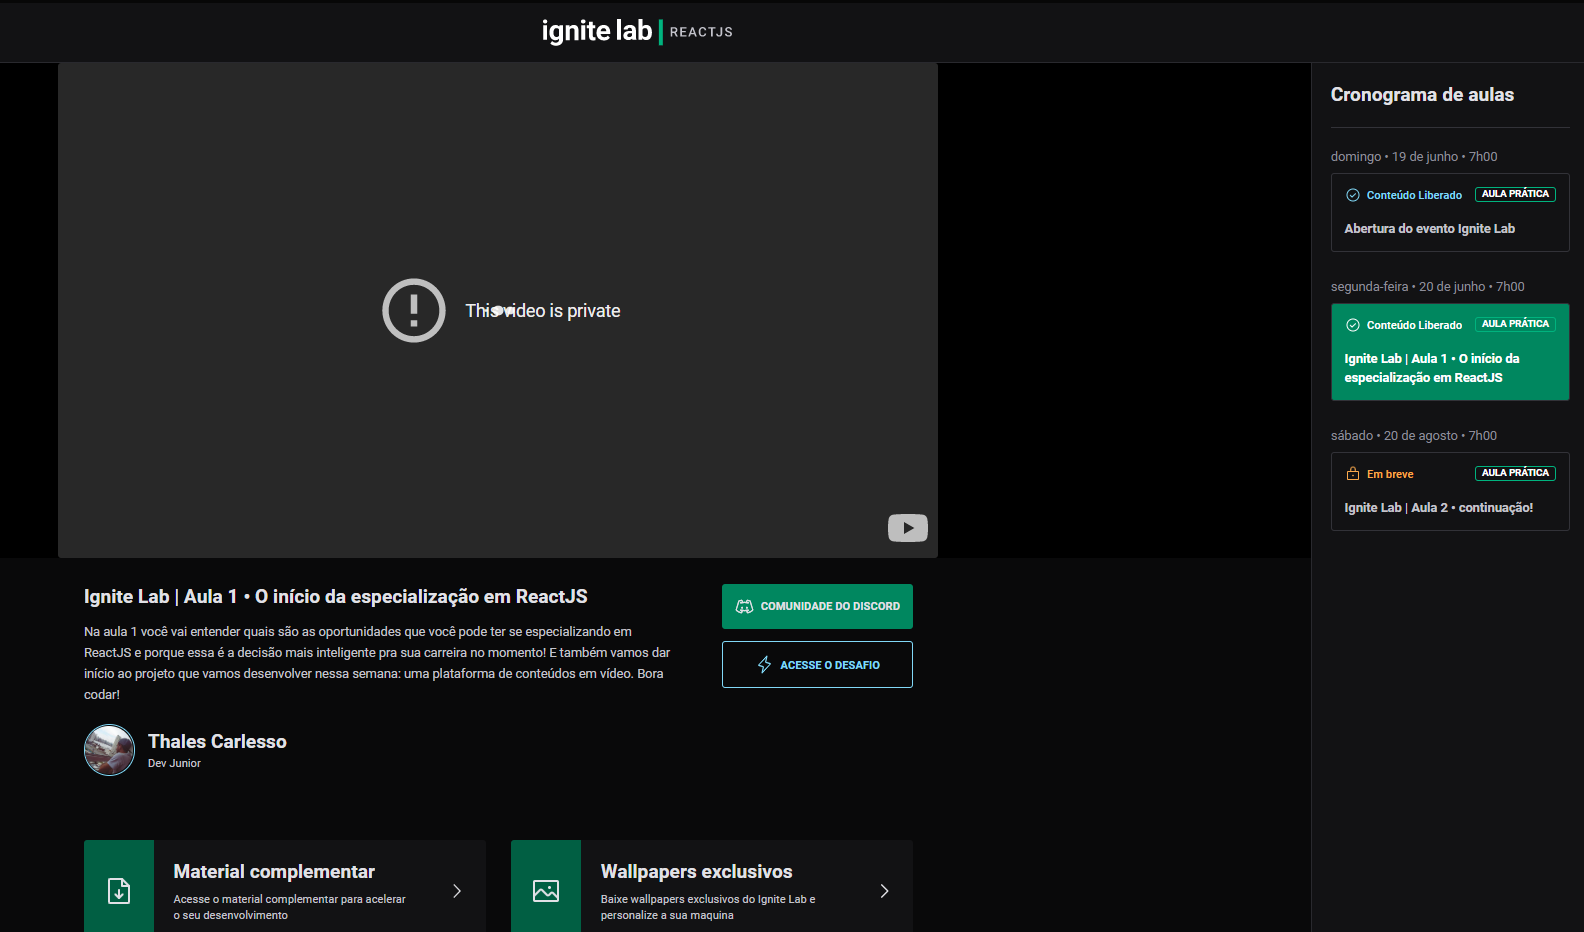 ignite lab | REACTJS
This video is private
Ignite Lab | Aula 1 • O início da especialização em ReactJS
Na aula 1 você vai entender quais são as oportunidades que você pode ter se especializando em
ReactJS e porque essa é a decisão mais inteligente pra sua carreira no momento! E também vamos dar
início ao projeto que vamos desenvolver nessa semana: uma plataforma de conteúdos em vídeo. Bora
codar!
COMUNIDADE DO DISCORD
ACESSE O DESAFIO
Thales Carlesso
Dev Junior
Material complementar
Acesse o material complementar para acelerar
o seu desenvolvimento
Wallpapers exclusivos
Baixe wallpapers exclusivos do Ignite Lab e
personalize a sua maquina
Cronograma de aulas
domingo • 19 de junho • 7h00
Conteúdo Liberado AULA PRÁTICA
Abertura do evento Ignite Lab
segunda-feira • 20 de junho • 7h00
Conteúdo Liberado AULA PRÁTICA
Ignite Lab | Aula 1 • O início da
especialização em ReactJS
sábado • 20 de agosto • 7h00
Em breve AULA PRÁTICA
Ignite Lab | Aula 2 • continuação!